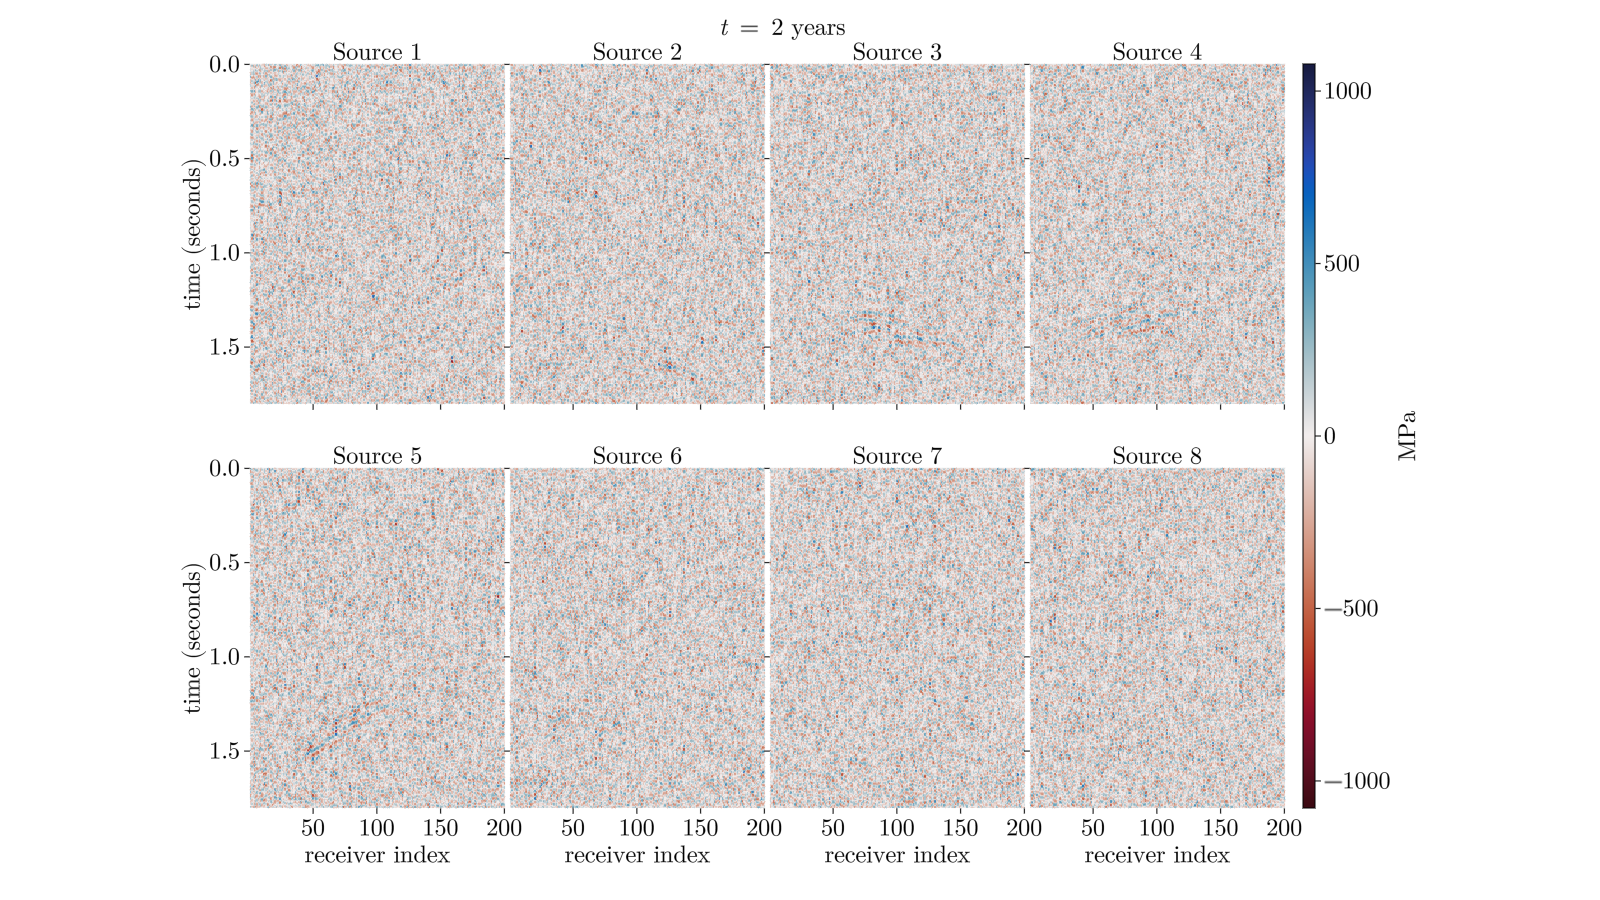 t = 2 years
Source 1 Source 2 Source 3 Source 4
0.0
0.5
1.0
1.5
time (seconds)
Source 5 Source 6 Source 7 Source 8
0.0
0.5
1.0
1.5
time (seconds)
50 100 150 200 50 100 150 200 50 100 150 200 50 100 150 200
receiver index receiver index receiver index receiver index
1000
500
0
−500
−1000
MPa